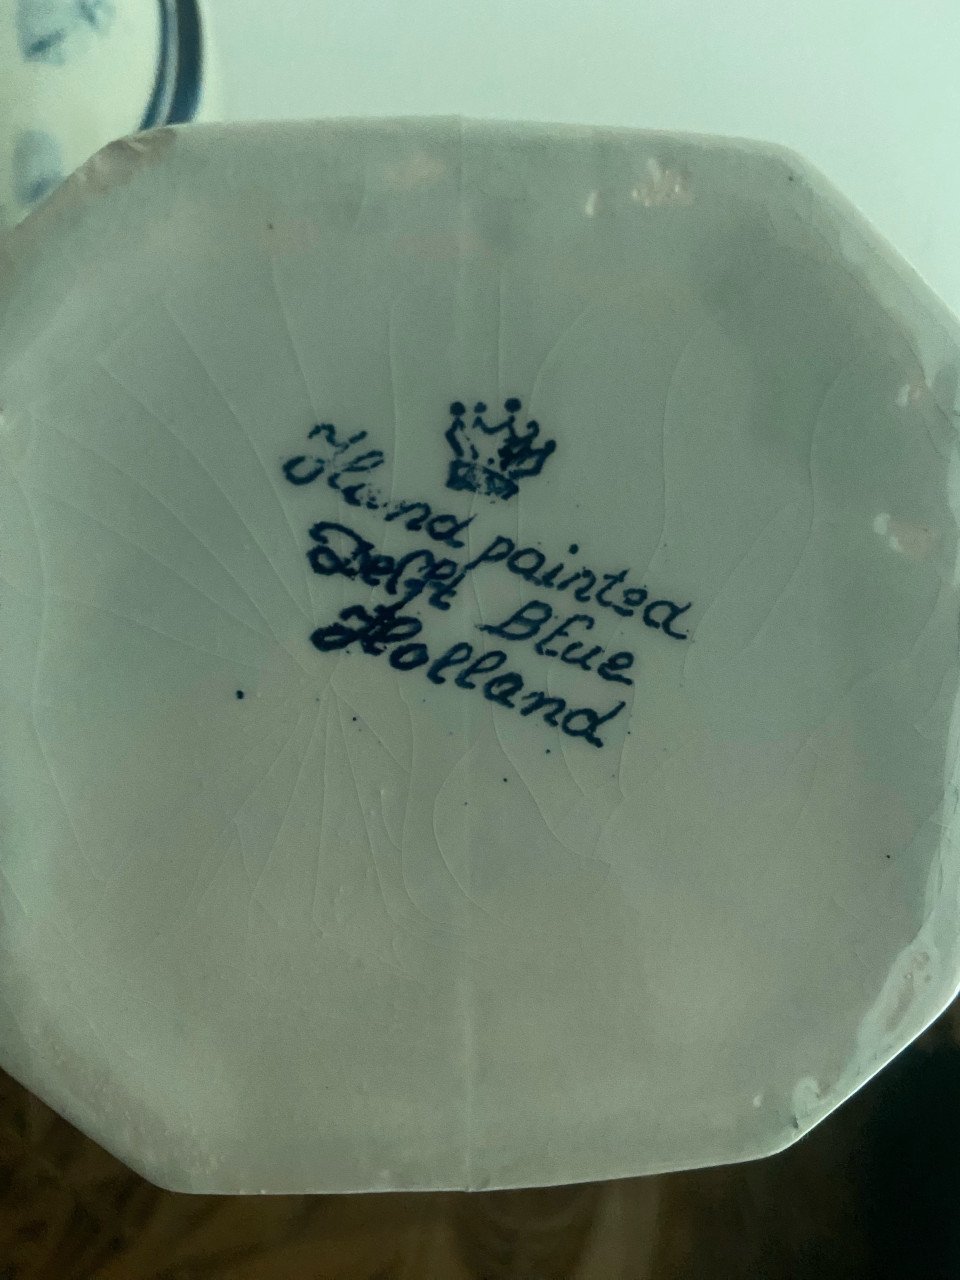 Hand painted
Delft Blue
Holland